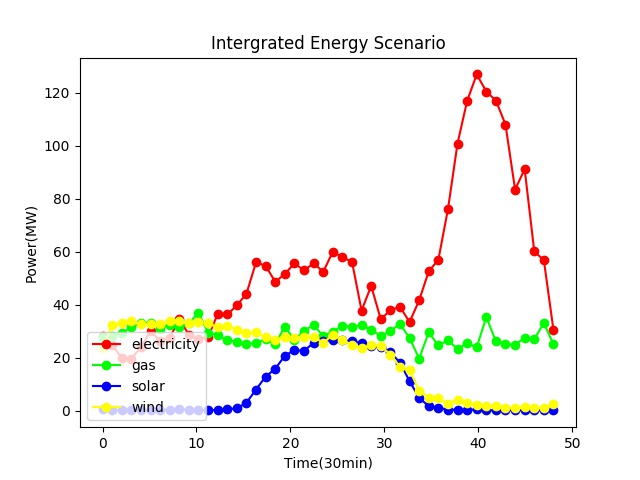 Intergrated Energy Scenario
Power(MW)
120
100
80
60
40
20
0
electricity
gas
solar
wind
0 10 20 30 40 50
Time(30min)